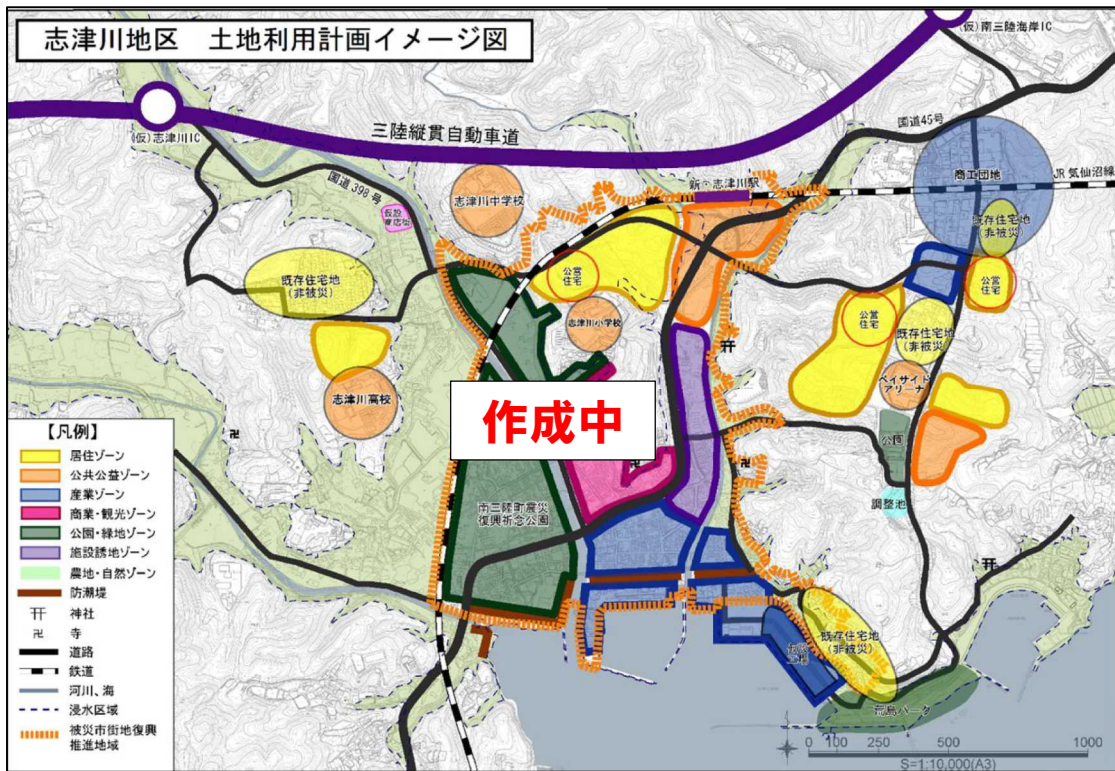 志津川地区 土地利用計画イメージ図
(仮)南三陸海岸IC
(仮)志津川IC
三陸縦貫自動車道
国道45号
国道398号
新・志津川駅
商工団地
JR気仙沼線
志津川中学校
仮設
商店街
既存住宅地
(非被災)
既存住宅地
(非被災)
公営
住宅
公営
住宅
公営
住宅
志津川小学校
既存住宅地
(非被災)
ベイサイド
アリーナ
志津川高校
作成中
公園
調整池
南三陸町震災
復興祈念公園
既存住宅地
(非被災)
荒島パーク
【凡例】
居住ゾーン
公共公益ゾーン
産業ゾーン
商業・観光ゾーン
公園・緑地ゾーン
施設誘地ゾーン
農地・自然ゾーン
防潮堤
神社
卍 寺
道路
鉄道
河川、海
浸水区域
被災市街地復興
推進地域
0 100 250 500 1000
S=1:10,000(A3)